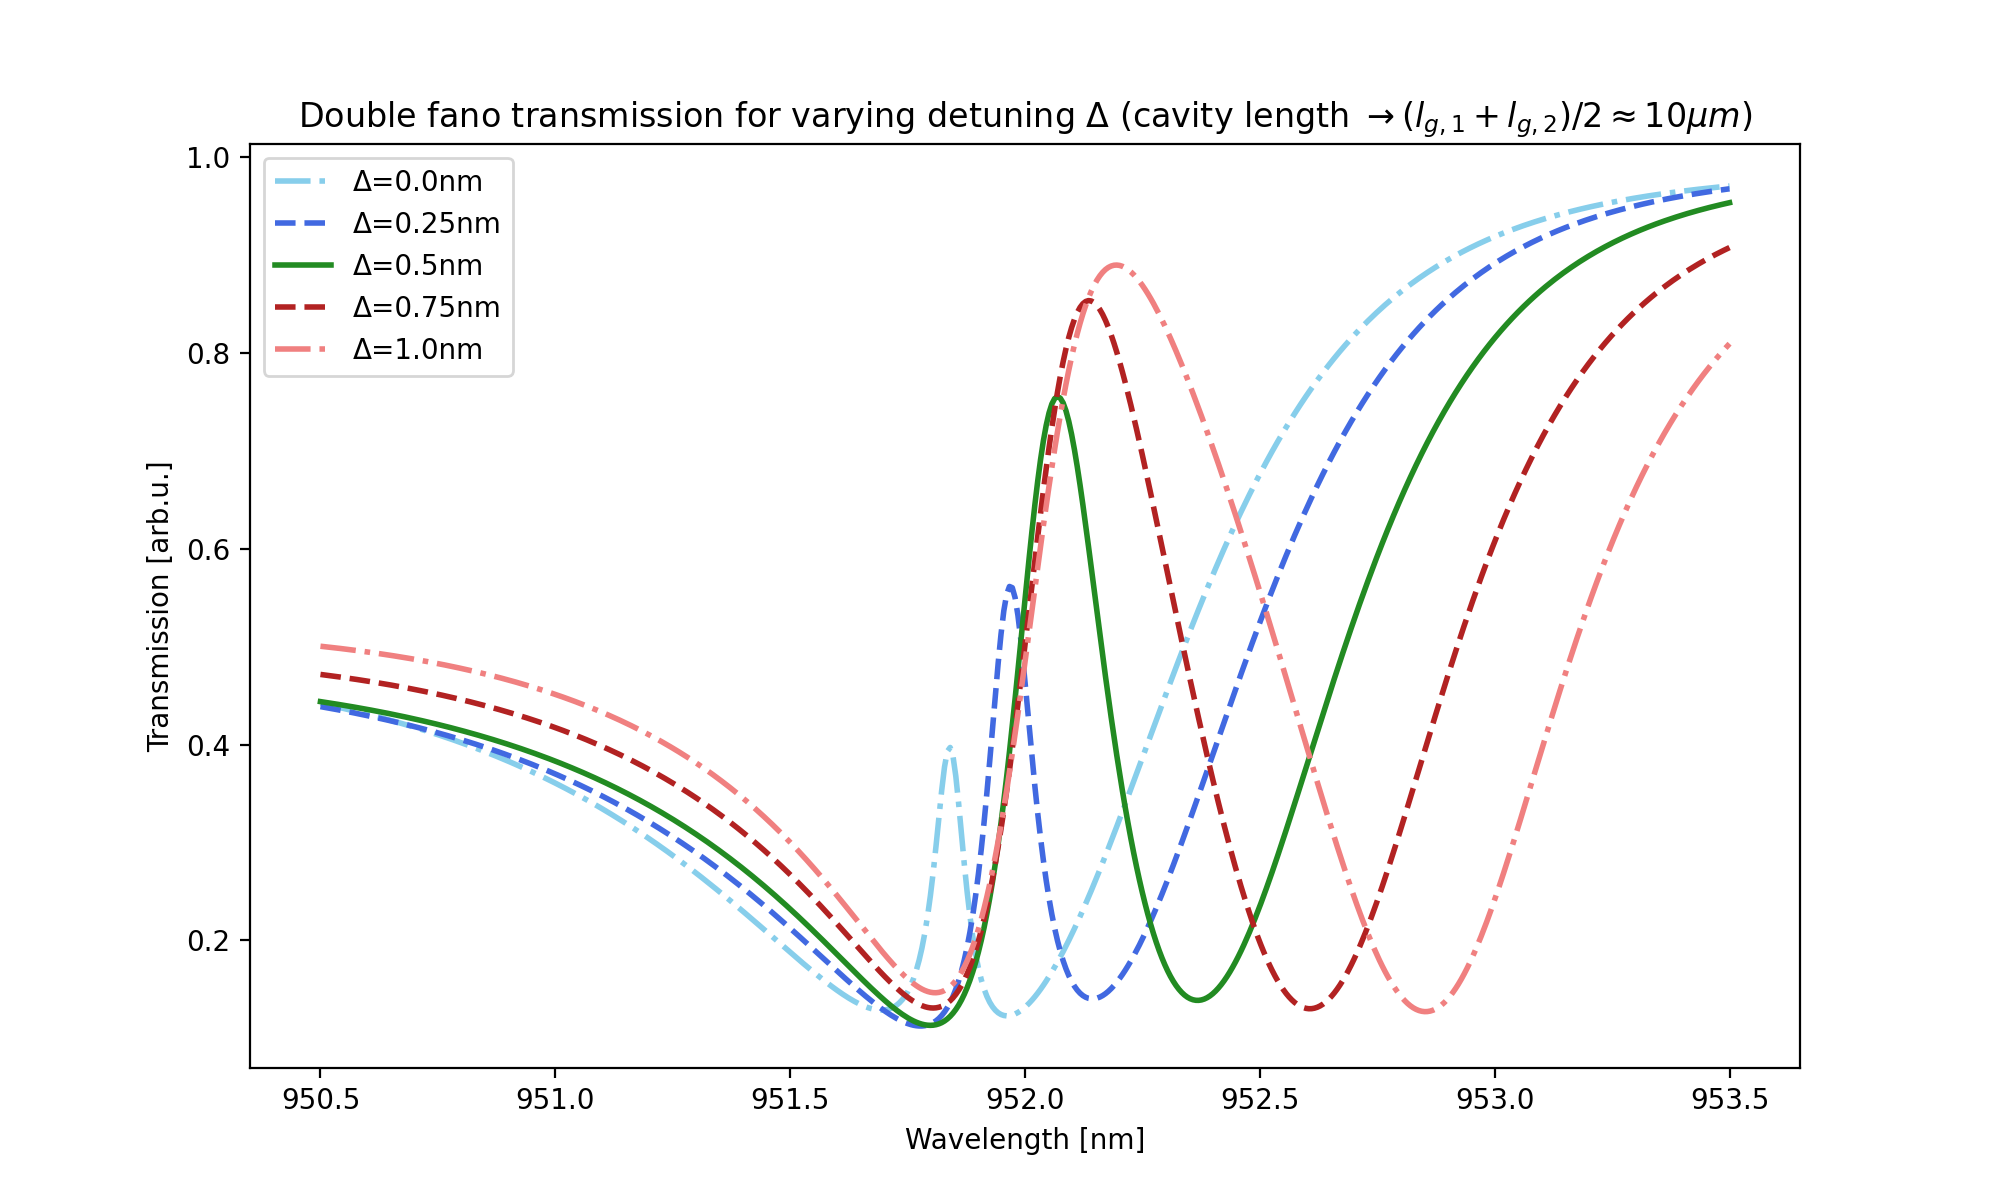 Double fano transmission for varying detuning Δ (cavity length → (l_{g,1} + l_{g,2})/2 ≈ 10μm)
Δ=0.0nm
Δ=0.25nm
Δ=0.5nm
Δ=0.75nm
Δ=1.0nm
1.0
0.8
0.6
0.4
0.2
Transmission [arb.u.]
950.5 951.0 951.5 952.0 952.5 953.0 953.5
Wavelength [nm]